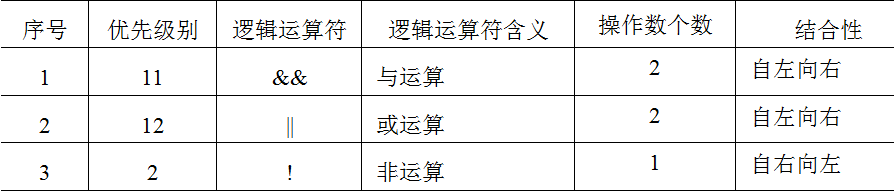 序号 优先级别 逻辑运算符 逻辑运算符含义 操作数个数 结合性
1 11 && 与运算 2 自左向右
2 12 || 或运算 2 自左向右
3 2 ! 非运算 1 自右向左